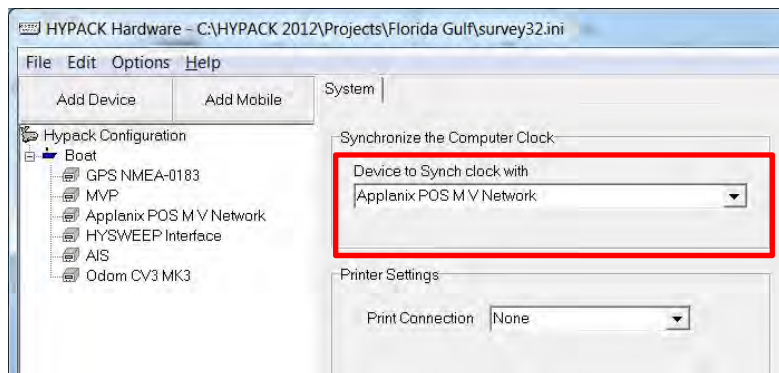 HYPACK Hardware - C:\HYPACK 2012\Projects\Florida Gulf\survey32.ini
File Edit Options Help
Add Device Add Mobile System
Hypack Configuration
Boat
GPS NMEA-0183
MVP
Applanix POS M V Network
HYSWEEP Interface
AIS
Odom CV3 MK3
Synchronize the Computer Clock
Device to Synch clock with
Applanix POS M V Network
Printer Settings
Print Connection None